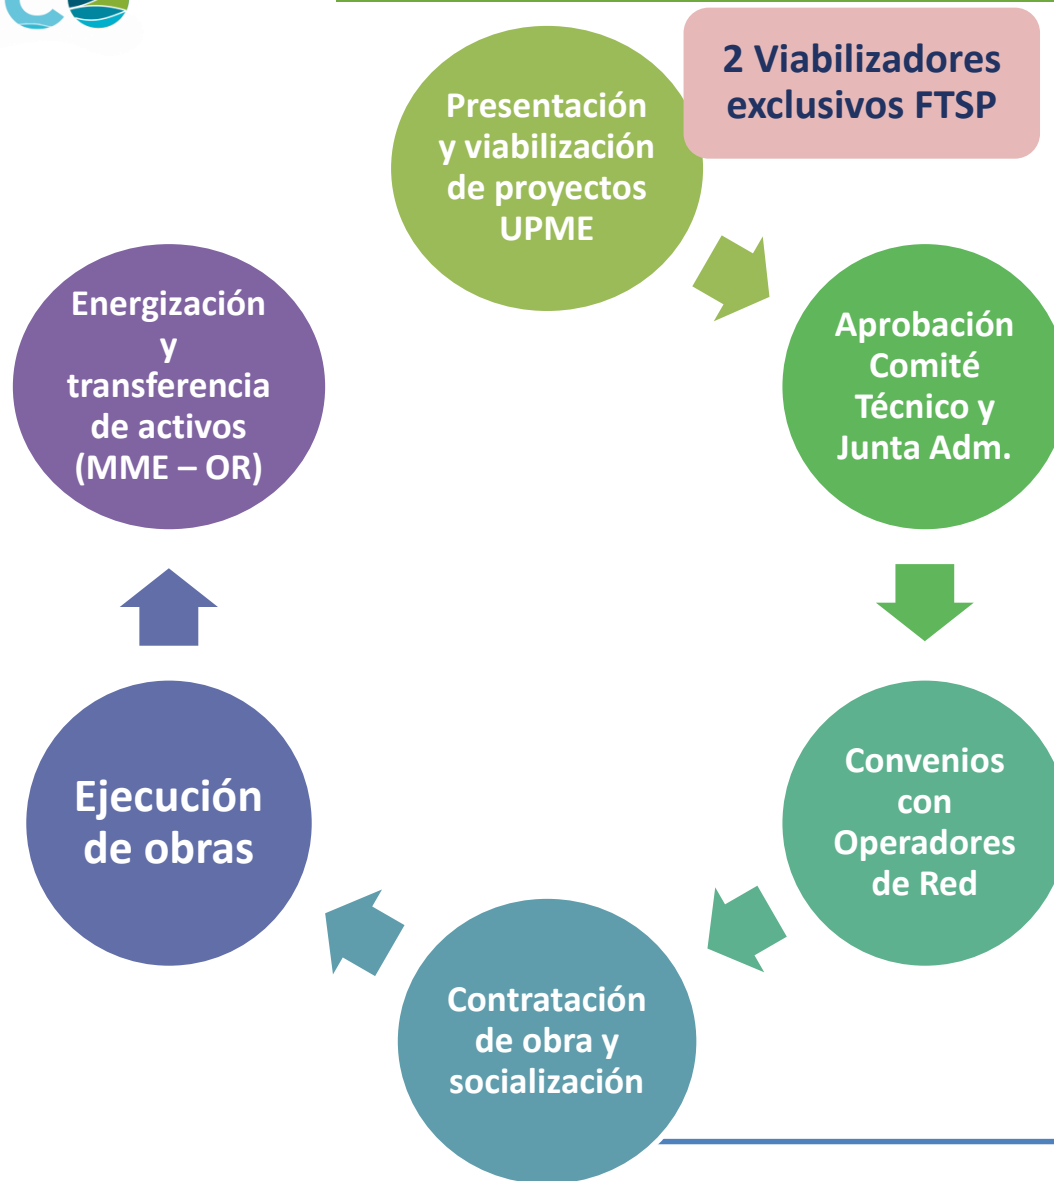 CO
Presentación
y viabilización
de proyectos
UPME
2 Viabilizadores
exclusivos FTSP
Aprobación
Comité
Técnico y
Junta Adm.
Convenios
con
Operadores
de Red
Contratación
de obra y
socialización
Ejecución
de obras
Energización
y
transferencia
de activos
(MME – OR)